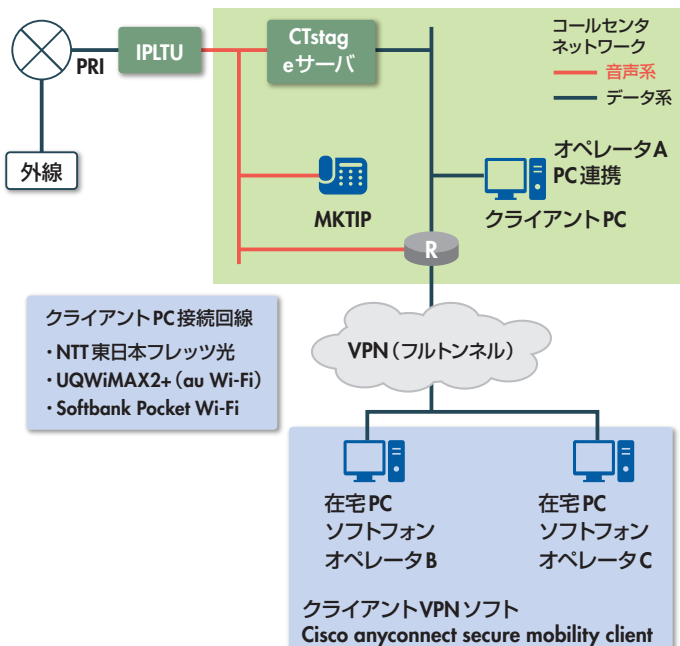 PRI
IPLTU
CTstag
eサーバ
コールセンタ
ネットワーク
音声系
データ系
外線
MKTIP
オペレータA
PC連携
クライアントPC
R
クライアントPC接続回線
・NTT東日本フレッツ光
・UQWiMAX2+（au Wi-Fi）
・Softbank Pocket Wi-Fi
VPN（フルトンネル）
在宅PC
ソフトフォン
オペレータB
在宅PC
ソフトフォン
オペレータC
クライアントVPNソフト
Cisco anyconnect secure mobility client